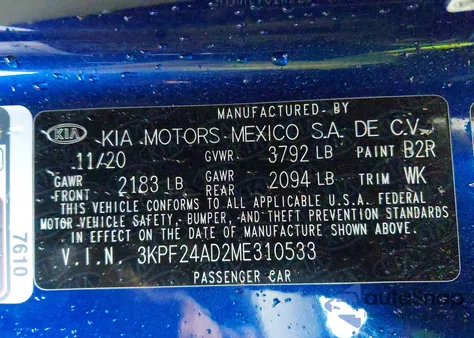 MANUFACTURED BY
KIA KIA MOTORS MEXICO S.A. DE C.V.
11/20 GVWR 3792 LB PAINT B2R
GAWR FRONT 2183 LB GAWR REAR 2094 LB TRIM WK
THIS VEHICLE CONFORMS TO ALL APPLICABLE U.S.A. FEDERAL
MOTOR VEHICLE SAFETY, BUMPER, AND THEFT PREVENTION STANDARDS
IN EFFECT ON THE DATE OF MANUFACTURE SHOWN ABOVE.
V.I.N. 3KPF24AD2ME310533
PASSENGER CAR
7610